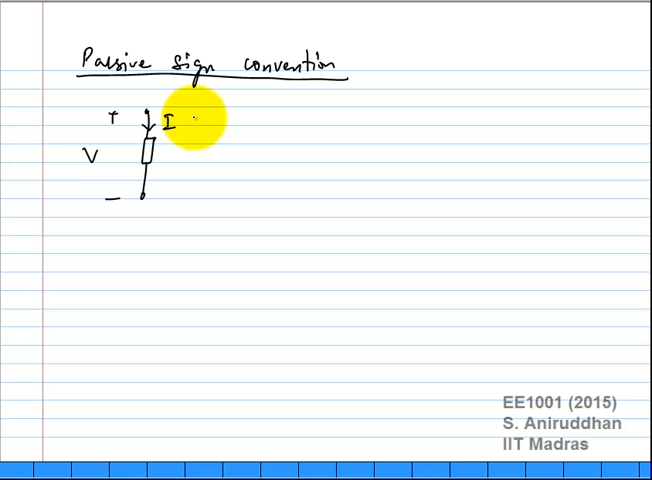 Passive sign convention
+
I
V
−
EE1001 (2015)
S. Aniruddhan
IIT Madras